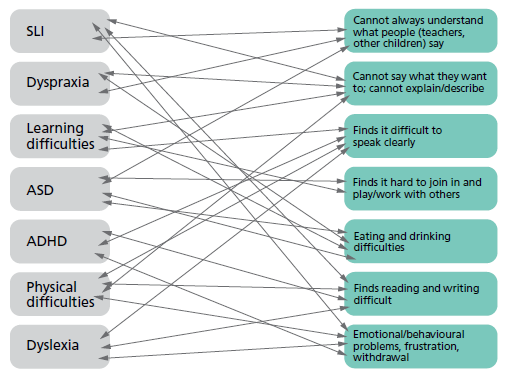 SLI
Dyspraxia
Learning
difficulties
ASD
ADHD
Physical
difficulties
Dyslexia
Cannot always understand
what people (teachers,
other children) say
Cannot say what they want
to; cannot explain/describe
Finds it difficult to
speak clearly
Finds it hard to join in and
play/work with others
Eating and drinking
difficulties
Finds reading and writing
difficult
Emotional/behavioural
problems, frustration,
withdrawal